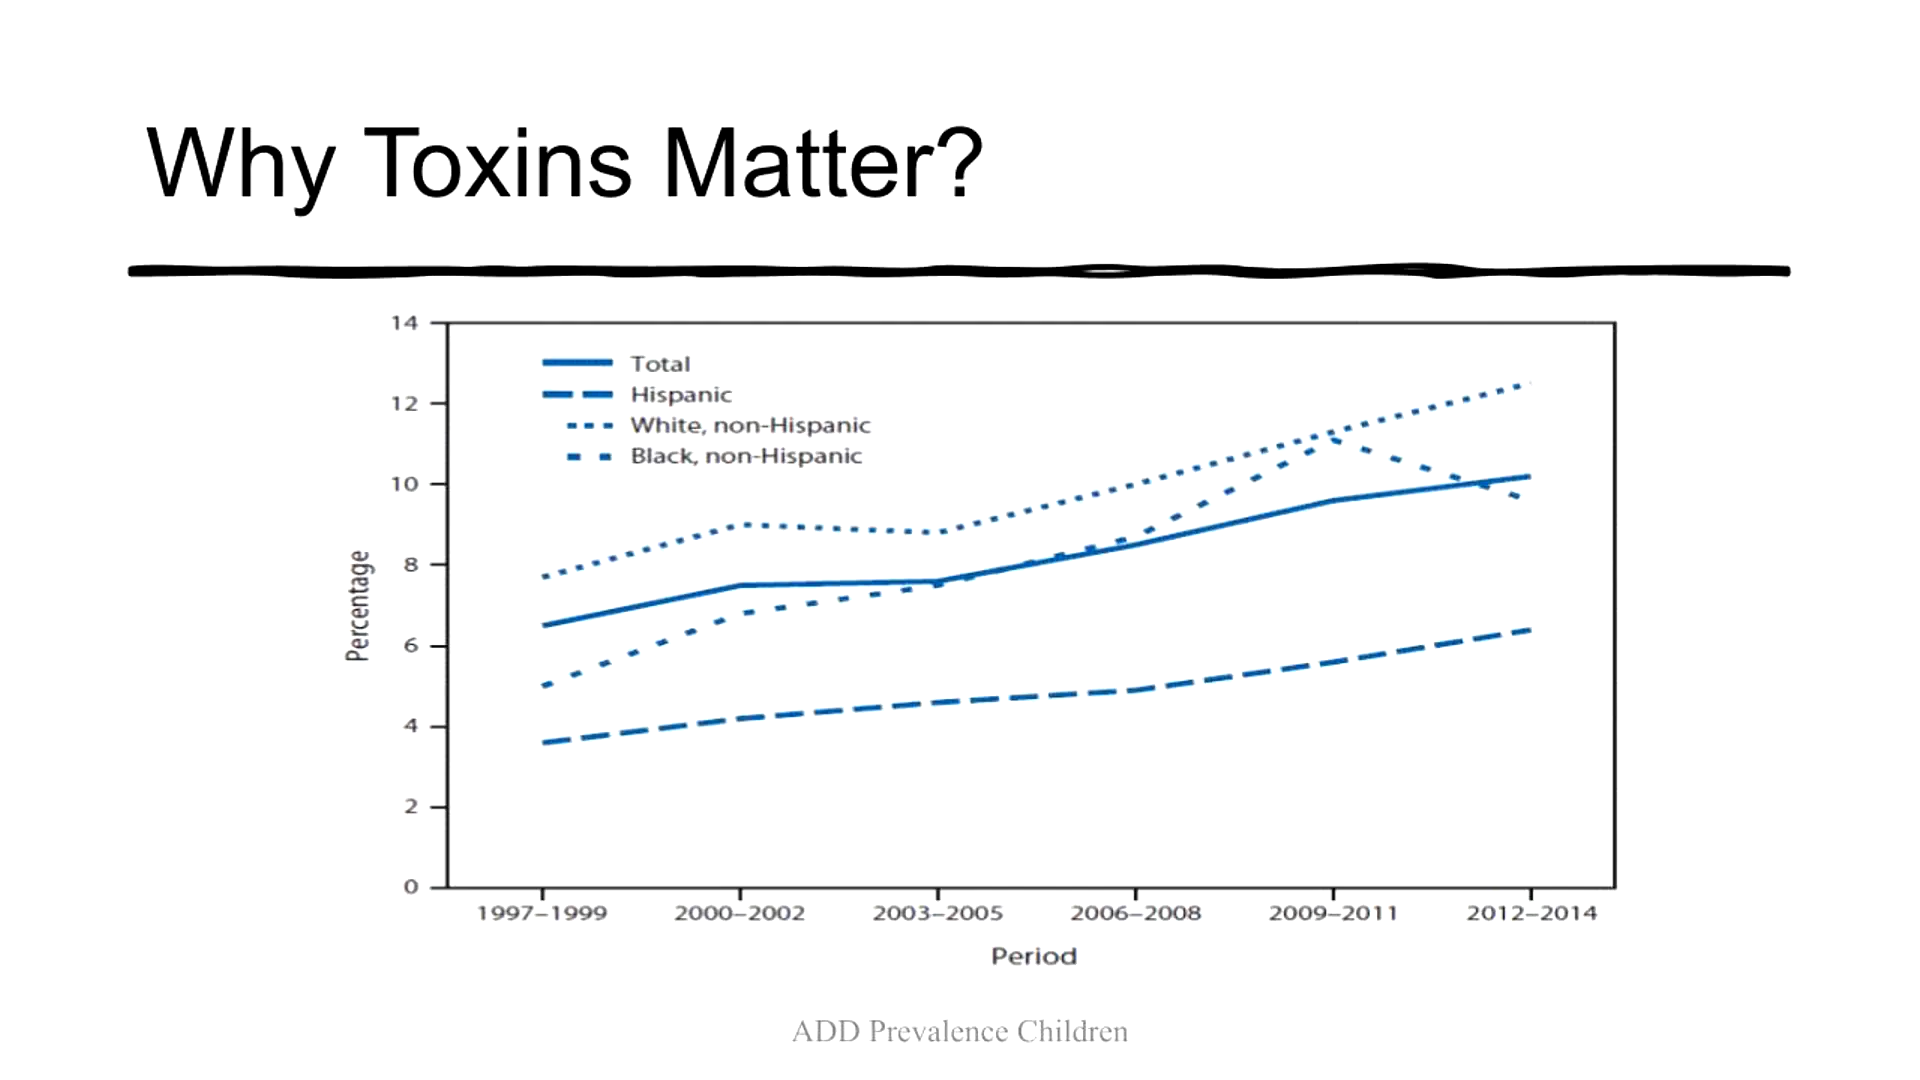 Why Toxins Matter?
14
12
10
8
6
4
2
0
Percentage
Total
Hispanic
White, non-Hispanic
Black, non-Hispanic
1997–1999 2000–2002 2003–2005 2006–2008 2009–2011 2012–2014
Period
ADD Prevalence Children